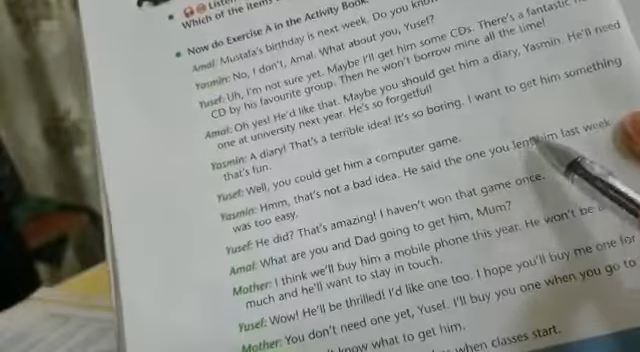 Listen
Which of the items
Now do Exercise A in the Activity Book.
Amal: Mustafa's birthday is next week. Do you know
Yasmin: No, I don't, Amal. What about you, Yusef?
Yusef: Uh, I'm not sure yet. Maybe I'll get him some CDs. There's a fantastic
CD by his favourite group. Then he won't borrow mine all the time!
Amal: Oh yes! He'd like that. Maybe you should get him a diary, Yasmin. He'll need
one at university next year. He's so forgetful!
Yasmin: A diary! That's a terrible idea! It's so boring. I want to get him something
that's fun.
Yusef: Well, you could get him a computer game.
Yasmin: Hmm, that's not a bad idea. He said the one you lent him last week
was too easy.
Yusef: He did? That's amazing! I haven't won that game once.
Amal: What are you and Dad going to get him, Mum?
Mother: I think we'll buy him a mobile phone this year. He won't be
much and he'll want to stay in touch.
Yusef: Wow! He'll be thrilled! I'd like one too. I hope you'll buy me one for
Mother: You don't need one yet, Yusef. I'll buy you one when you go to
know what to get him.
when classes start.